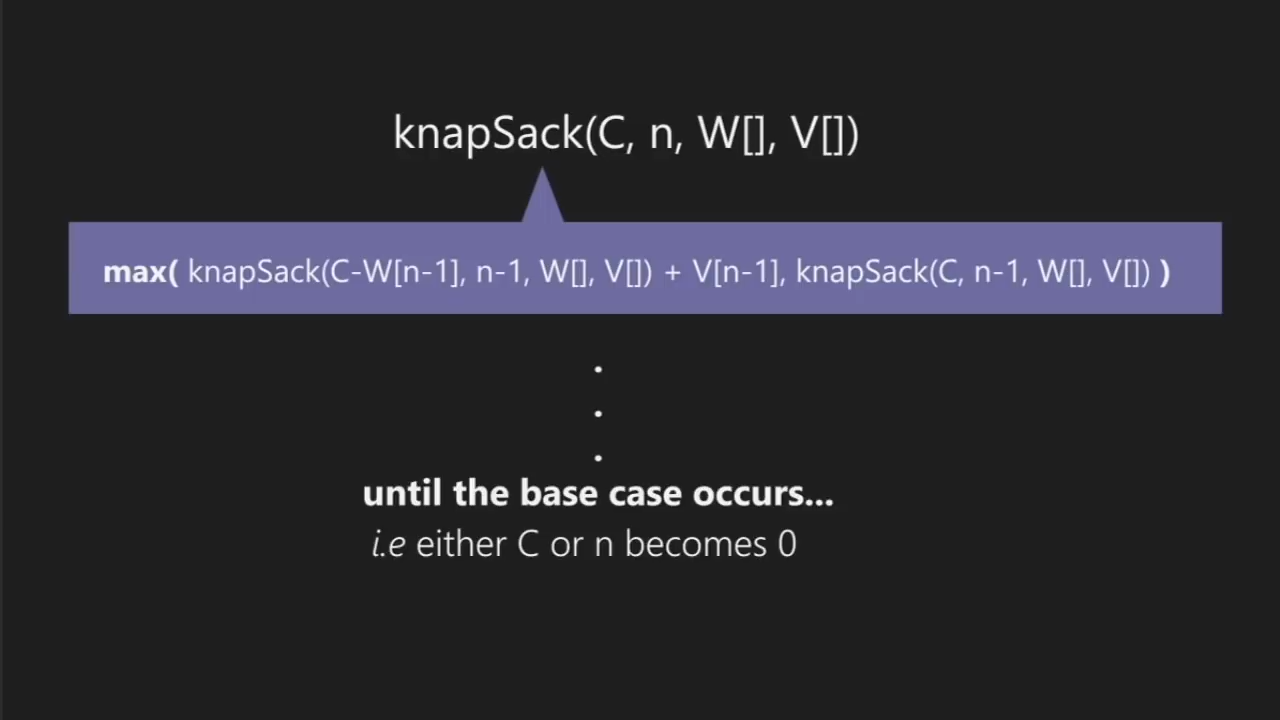 knapSack(C, n, W[], V[])
max( knapSack(C-W[n-1], n-1, W[], V[]) + V[n-1], knapSack(C, n-1, W[], V[]) )
.
.
.
until the base case occurs...
i.e either C or n becomes 0